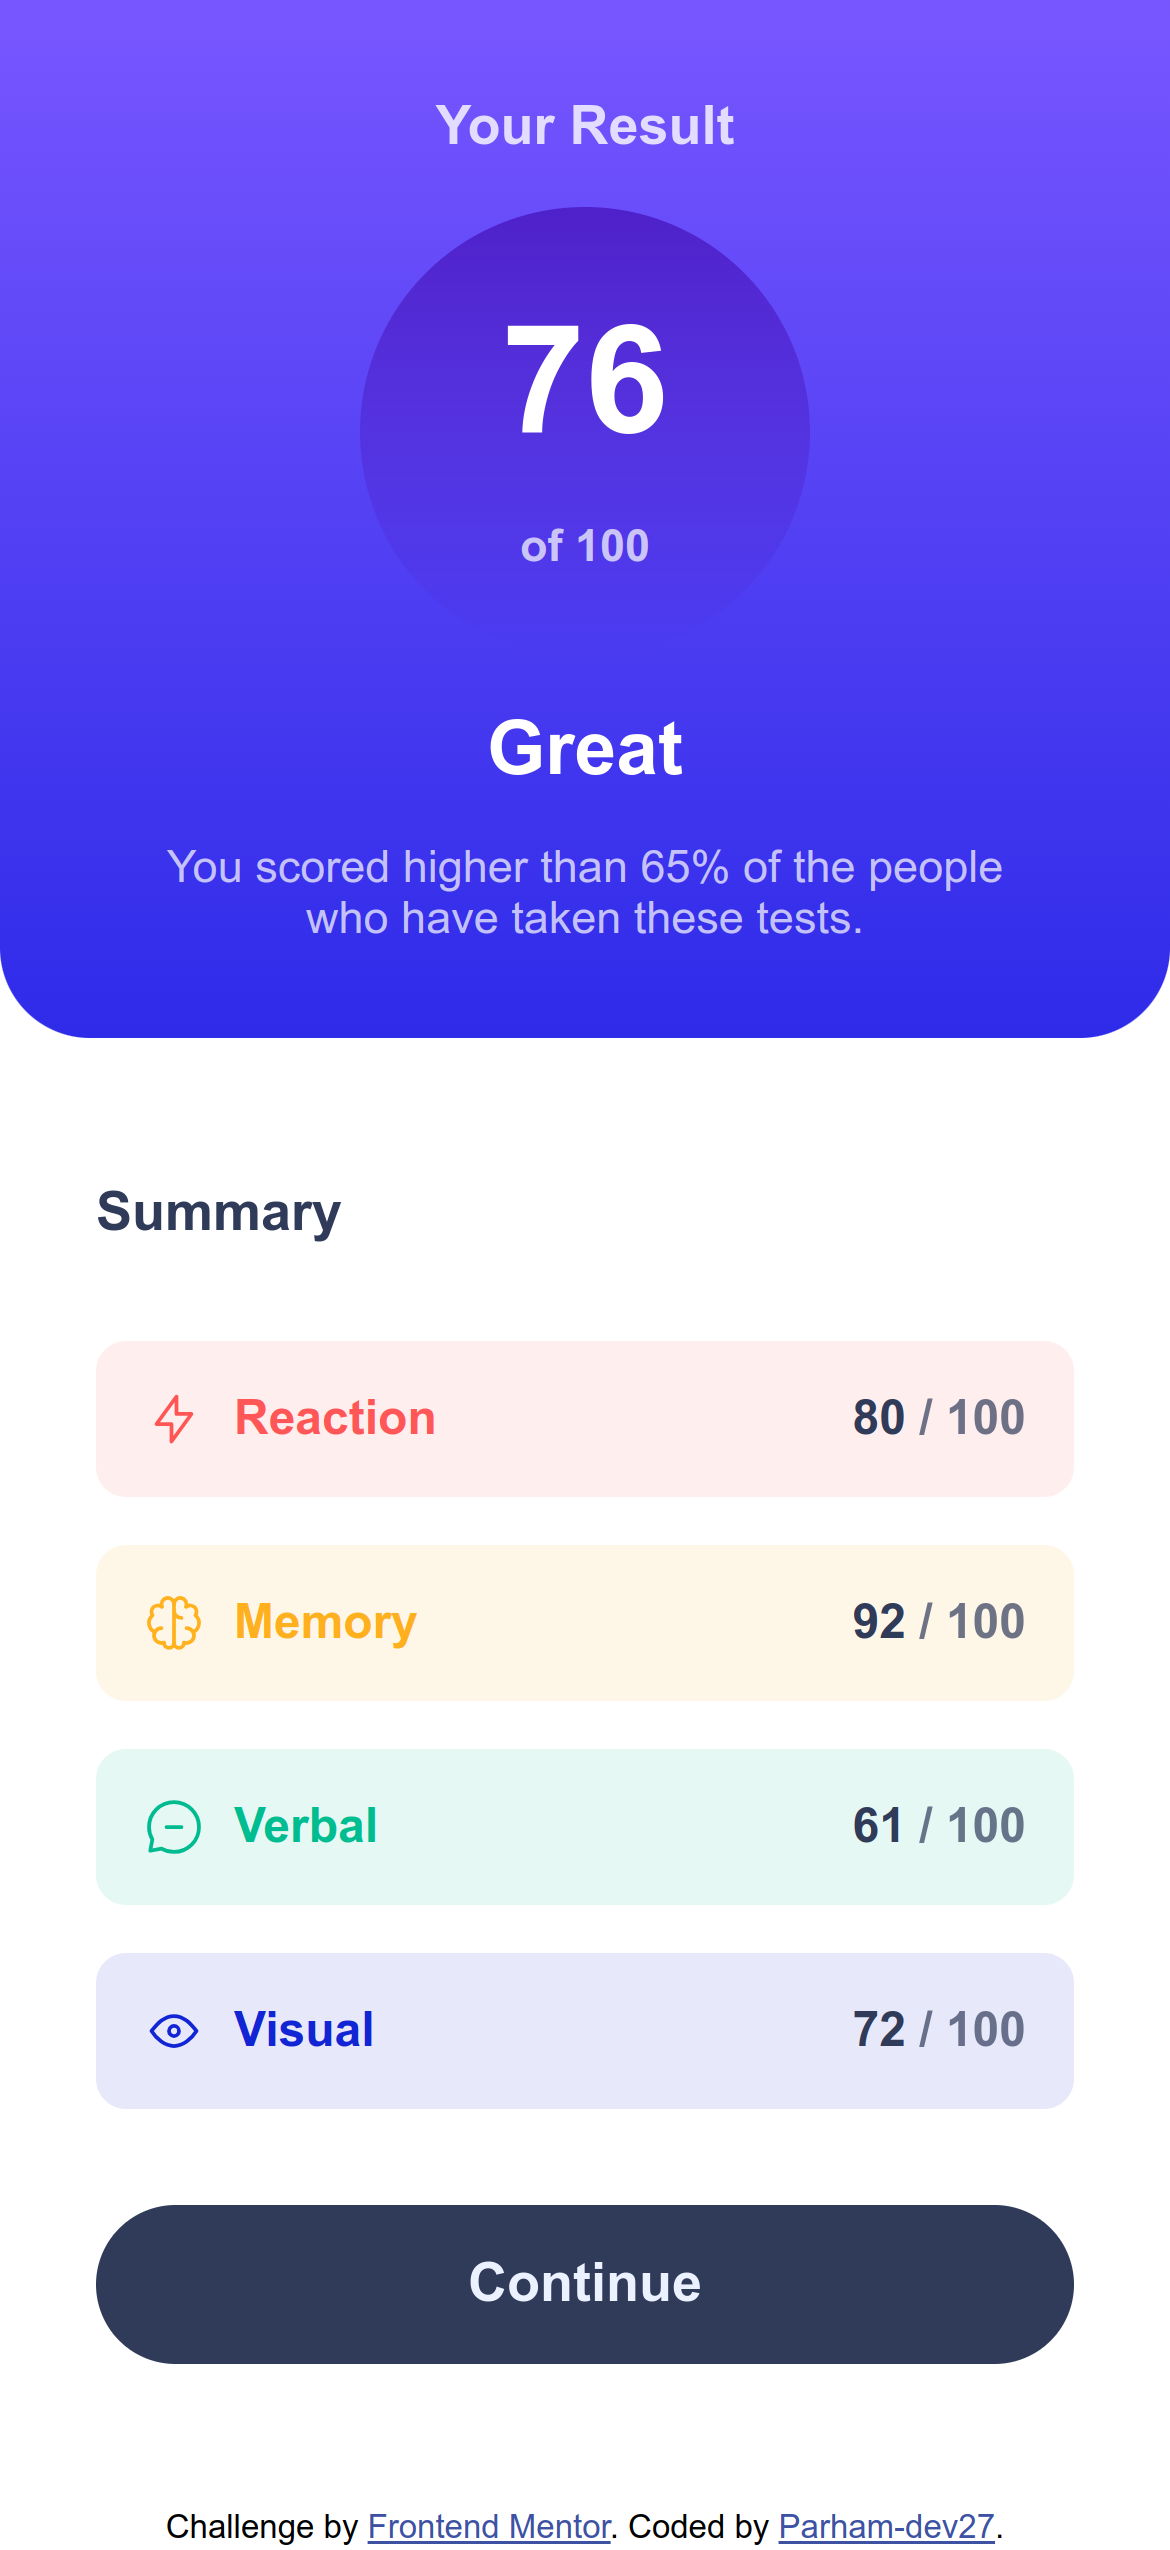 Your Result
76
of 100
Great
You scored higher than 65% of the people
who have taken these tests.
Summary
Reaction 80 / 100
Memory 92 / 100
Verbal 61 / 100
Visual 72 / 100
Continue
Challenge by Frontend Mentor. Coded by Parham-dev27.